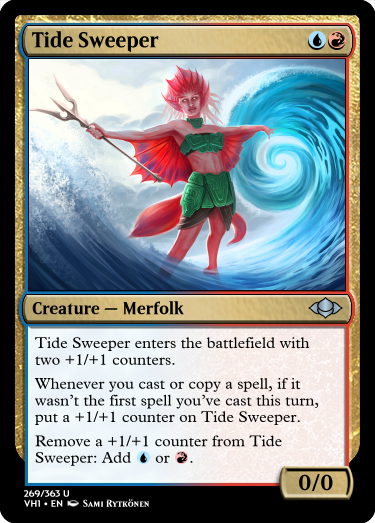 Tide Sweeper
Creature — Merfolk
Tide Sweeper enters the battlefield with
two +1/+1 counters.
Whenever you cast or copy a spell, if it
wasn't the first spell you've cast this turn,
put a +1/+1 counter on Tide Sweeper.
Remove a +1/+1 counter from Tide
Sweeper: Add or .
0/0
269/363 U
VH1 • EN Sami Rytkönen